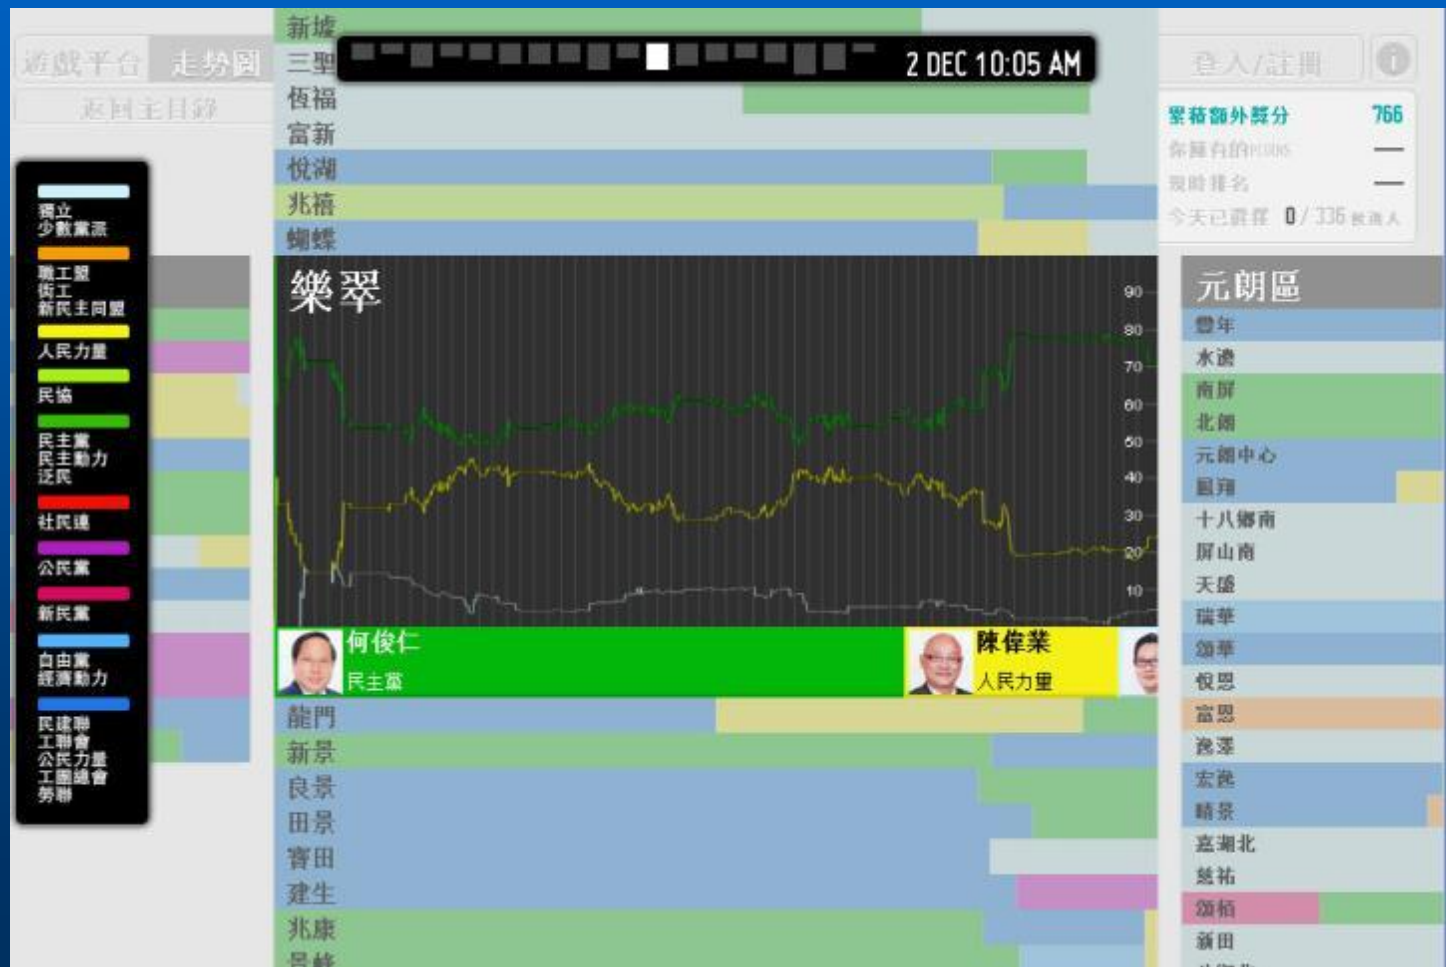 遊戲平台
走勢圖
返回主目錄
新墟
三聖
恆福
富新
悅湖
兆禧
蝴蝶
2 DEC 10:05 AM
登入/註冊
i
累積額外獎分 766
現時排名 —
今天已選擇 0 / 336 候選人
獨立
少數黨派
職工盟
街工
新民主同盟
人民力量
民協
民主黨
民主動力
泛民
社民連
公民黨
新民黨
自由黨
經濟動力
民建聯
工聯會
公民力量
工團總會
勞聯
樂翠
90
80
70
60
50
40
30
20
10
何俊仁
民主黨
陳偉業
人民力量
龍門
新景
良景
田景
寶田
建生
兆康
景峰
元朗區
豐年
水邊
南屏
北朗
元朗中心
鳳翔
十八鄉南
屏山南
天盛
瑞華
頌華
悅恩
富恩
逸澤
宏逸
晴景
嘉湖北
慈祐
頌栢
新田